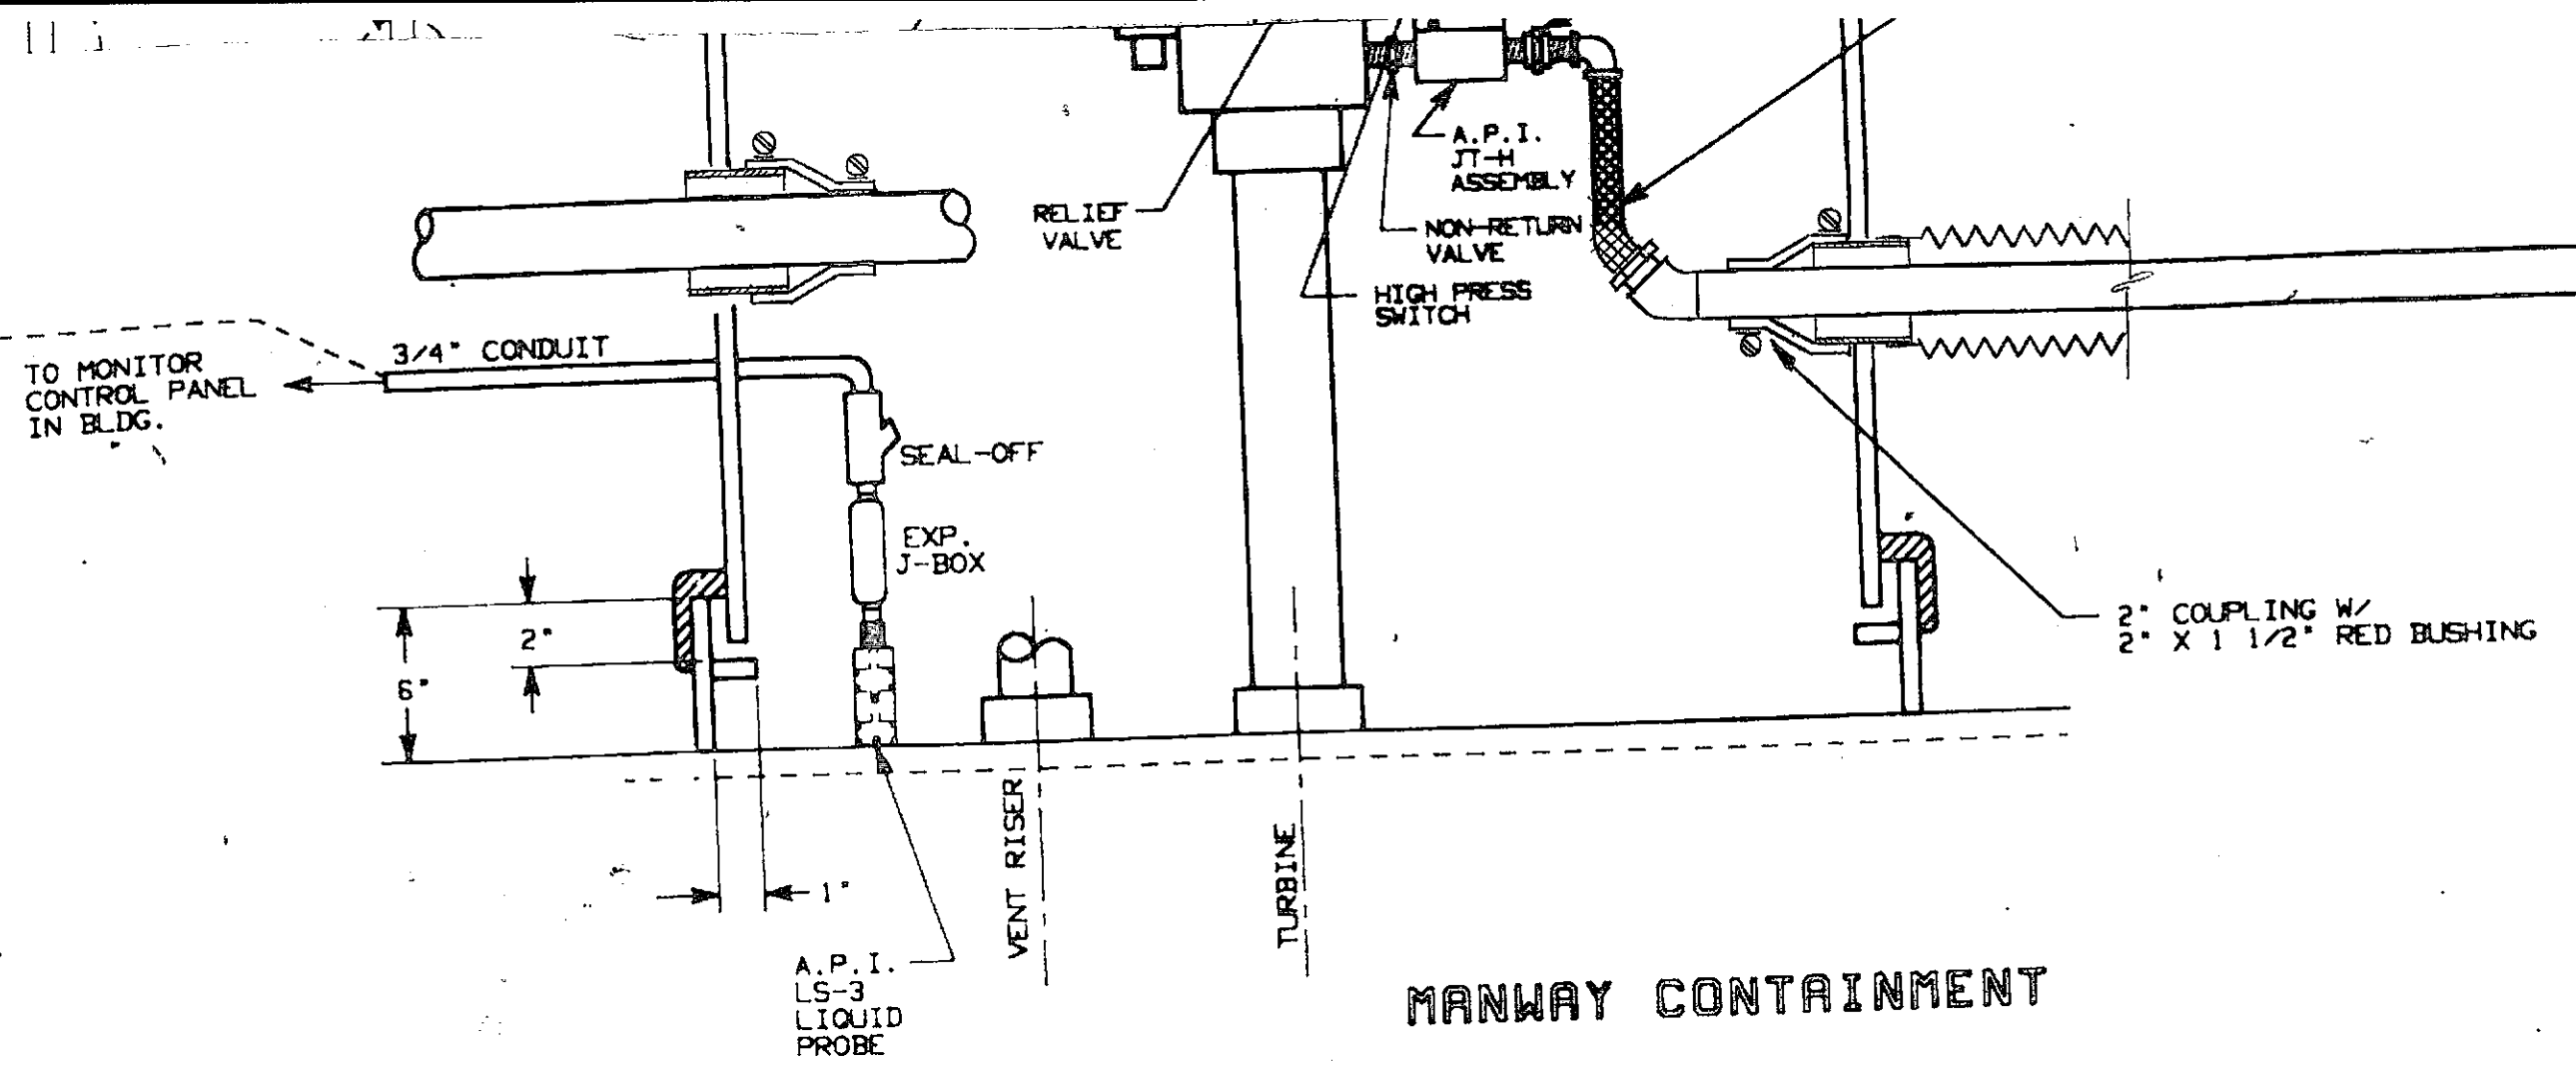 A.P.I.
JT-H
ASSEMBLY
RELIEF
VALVE
NON-RETURN
VALVE
HIGH PRESS
SWITCH
3/4" CONDUIT
TO MONITOR
CONTROL PANEL
IN BLDG.
SEAL-OFF
EXP.
J-BOX
2"
6"
2" COUPLING W/
2" X 1 1/2" RED BUSHING
1"
VENT RISER
TURBINE
A.P.I.
LS-3
LIQUID
PROBE
MANWAY CONTAINMENT